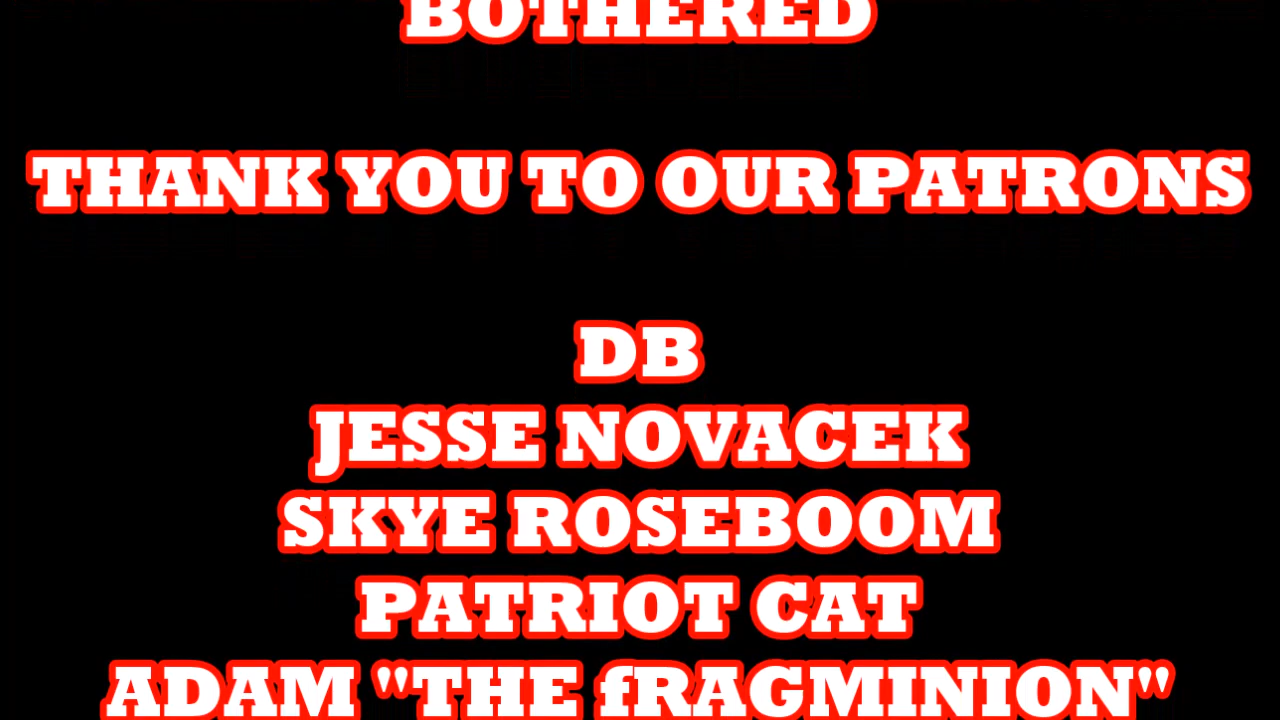 BOTHERED
THANK YOU TO OUR PATRONS
DB
JESSE NOVACEK
SKYE ROSEBOOM
PATRIOT CAT
ADAM "THE fRAGMINION"